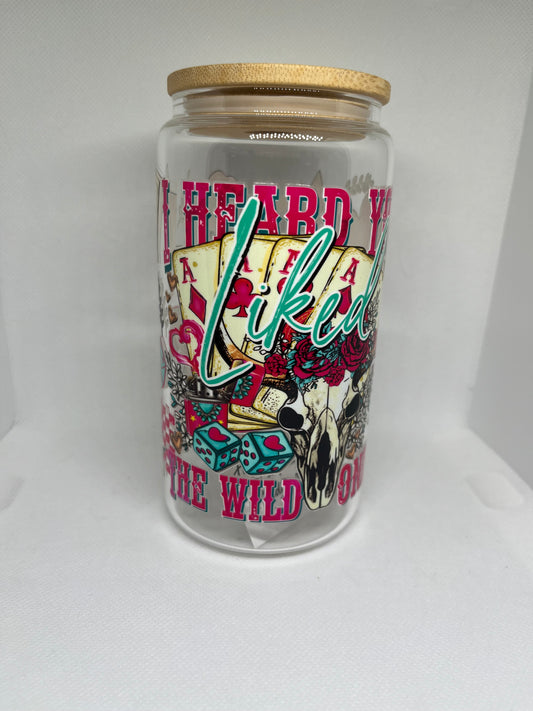 I HEARD Y
A A A A
Liked
THE WILD ON